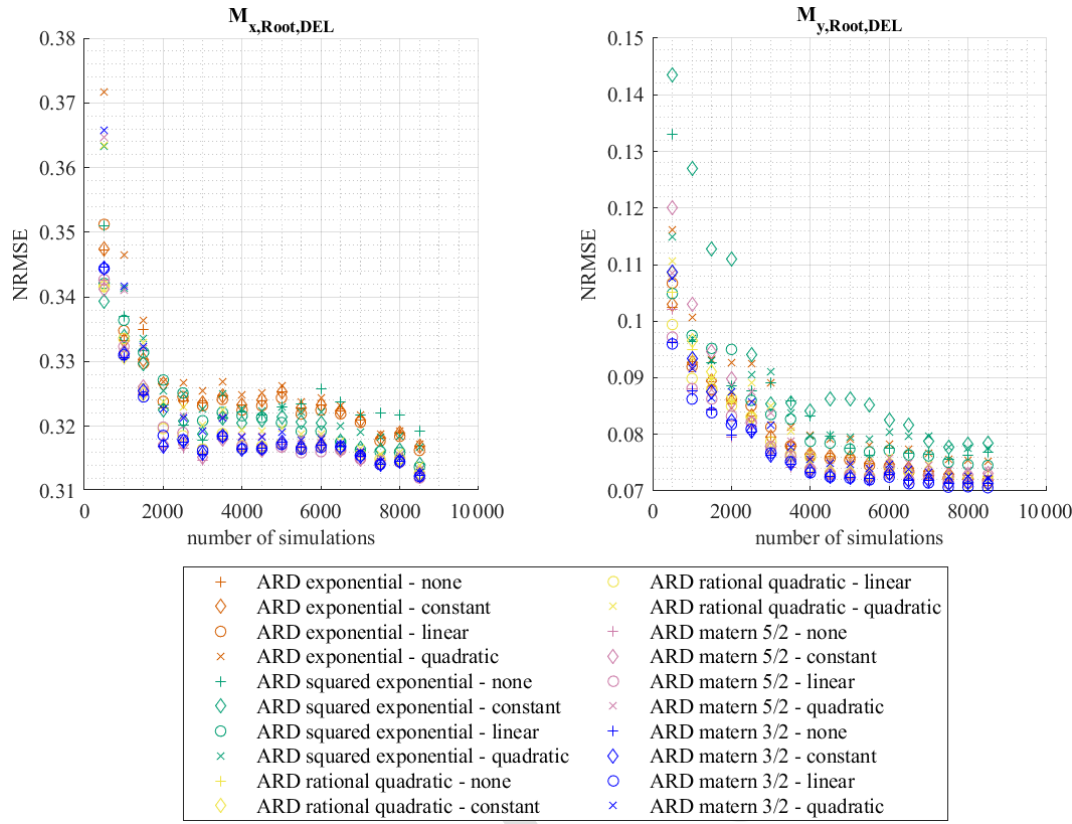 M x,Root,DEL
0.38
0.37
0.36
0.35
0.34
0.33
0.32
0.31
NRMSE
0 2000 4000 6000 8000 10 000
number of simulations
M y,Root,DEL
0.15
0.14
0.13
0.12
0.11
0.1
0.09
0.08
0.07
NRMSE
0 2000 4000 6000 8000 10 000
number of simulations
ARD exponential - none
ARD exponential - constant
ARD exponential - linear
ARD exponential - quadratic
ARD squared exponential - none
ARD squared exponential - constant
ARD squared exponential - linear
ARD squared exponential - quadratic
ARD rational quadratic - none
ARD rational quadratic - constant
ARD rational quadratic - linear
ARD rational quadratic - quadratic
ARD matern 5/2 - none
ARD matern 5/2 - constant
ARD matern 5/2 - linear
ARD matern 5/2 - quadratic
ARD matern 3/2 - none
ARD matern 3/2 - constant
ARD matern 3/2 - linear
ARD matern 3/2 - quadratic